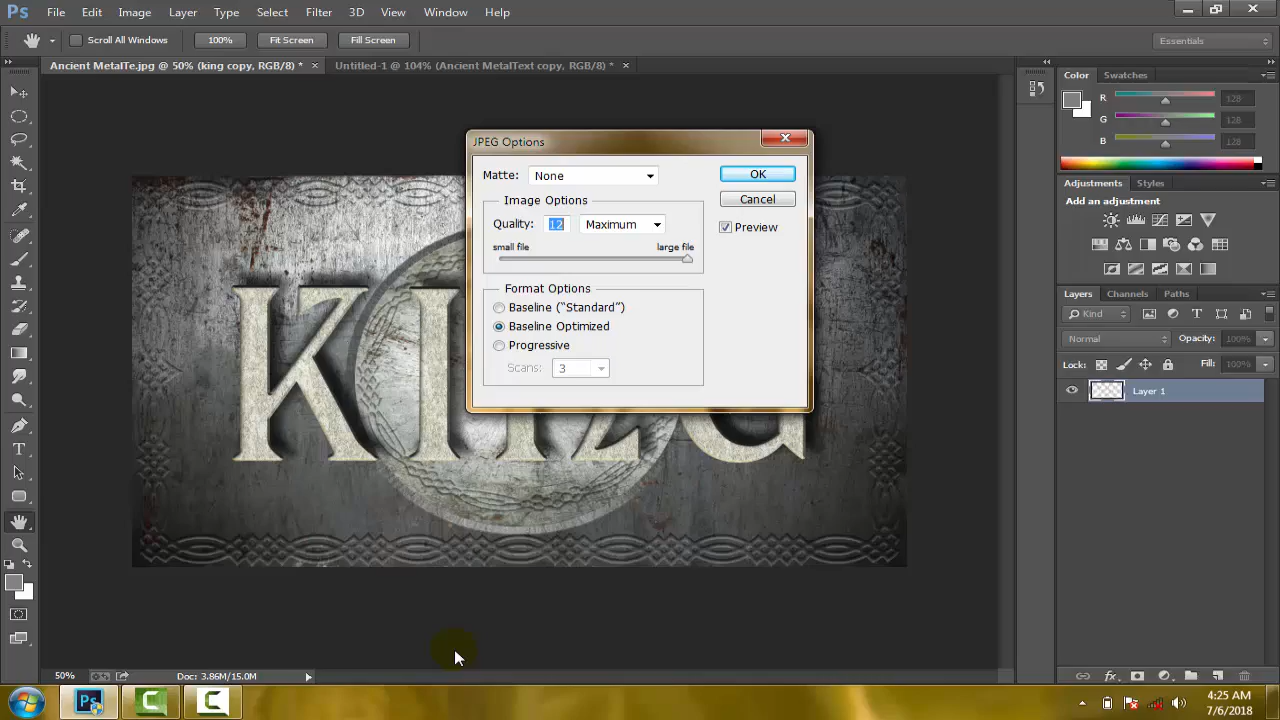 Ps File Edit Image Layer Type Select Filter 3D View Window Help
Scroll All Windows 100% Fit Screen Fill Screen Essentials
Ancient MetalTe.jpg @ 50% (king copy, RGB/8) * × Untitled-1 @ 104% (Ancient MetalText copy, RGB/8) * ×
Color Swatches
R 128
G 128
B 128
Adjustments Styles
Add an adjustment
Layers Channels Paths
Kind
Normal Opacity: 100%
Lock: Fill: 100%
Layer 1
JPEG Options
Matte: None
OK
Image Options
Cancel
Quality: 12 Maximum
Preview
small file large file
Format Options
Baseline (“Standard”)
Baseline Optimized
Progressive
Scans: 3
50% Doc: 3.86M/15.0M
Ps
4:25 AM
7/6/2018